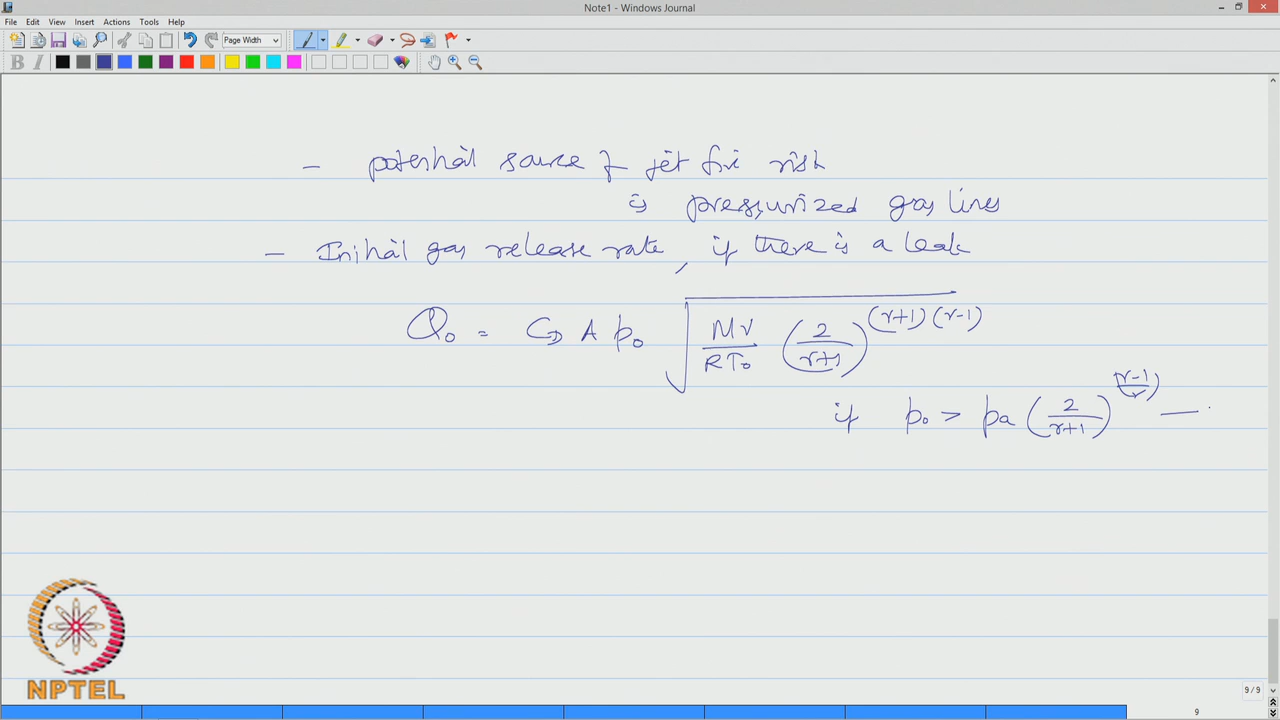 Note1 - Windows Journal
File Edit View Insert Actions Tools Help
Page Width
- potential source of jet fire risk
is pressurized gas lines
- Initial gas release rate, if there is a leak
Q₀ = C_D A p₀ √(Mγ/RT₀ (2/γ+1)^(γ+1)(γ-1))
if p₀ > pa (2/γ+1)^(γ-1/γ) —
NPTEL
9 / 9
9